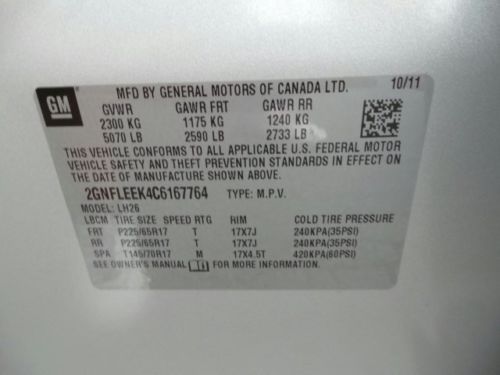 GM
MFD BY GENERAL MOTORS OF CANADA LTD. 10/11
GVWR GAWR FRT GAWR RR
2300 KG 1175 KG 1240 KG
5070 LB 2590 LB 2733 LB
THIS VEHICLE CONFORMS TO ALL APPLICABLE U.S. FEDERAL MOTOR
VEHICLE SAFETY AND THEFT PREVENTION STANDARDS IN EFFECT ON
THE DATE OF MANUFACTURE SHOWN ABOVE.
2GNFLEEK4C6167764 TYPE: M.P.V.
MODEL: LH26
LBCM TIRE SIZE SPEED RTG RIM COLD TIRE PRESSURE
FRT P225/65R17 T 17X7J 240KPA(35PSI)
RR P225/65R17 T 17X7J 240KPA(35PSI)
SPA T145/70R17 M 17X4.5T 420KPA(60PSI)
SEE OWNER'S MANUAL FOR MORE INFORMATION.